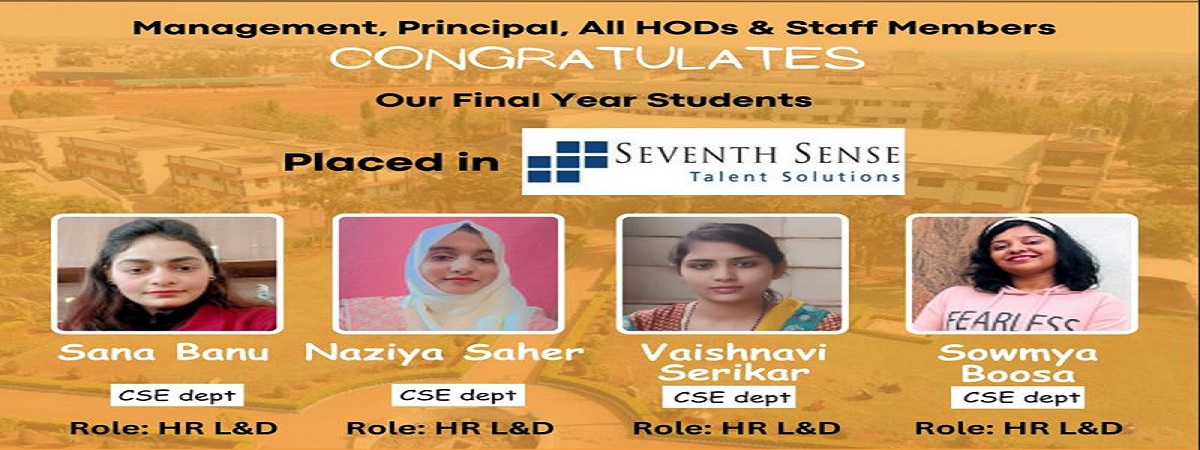 Management, Principal, All HODs & Staff Members
CONGRATULATES
Our Final Year Students
Placed in
SEVENTH SENSE
Talent Solutions
FEARLESS
Sana Banu
Naziya Saher
Vaishnavi
Serikar
Sowmya
Boosa
CSE dept
CSE dept
CSE dept
CSE dept
Role: HR L&D
Role: HR L&D
Role: HR L&D
Role: HR L&D